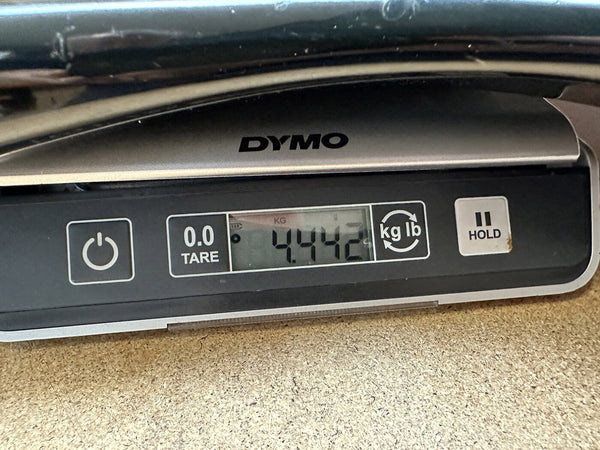 DYMO
KG
0.0
TARE
4.442
kg lb
HOLD